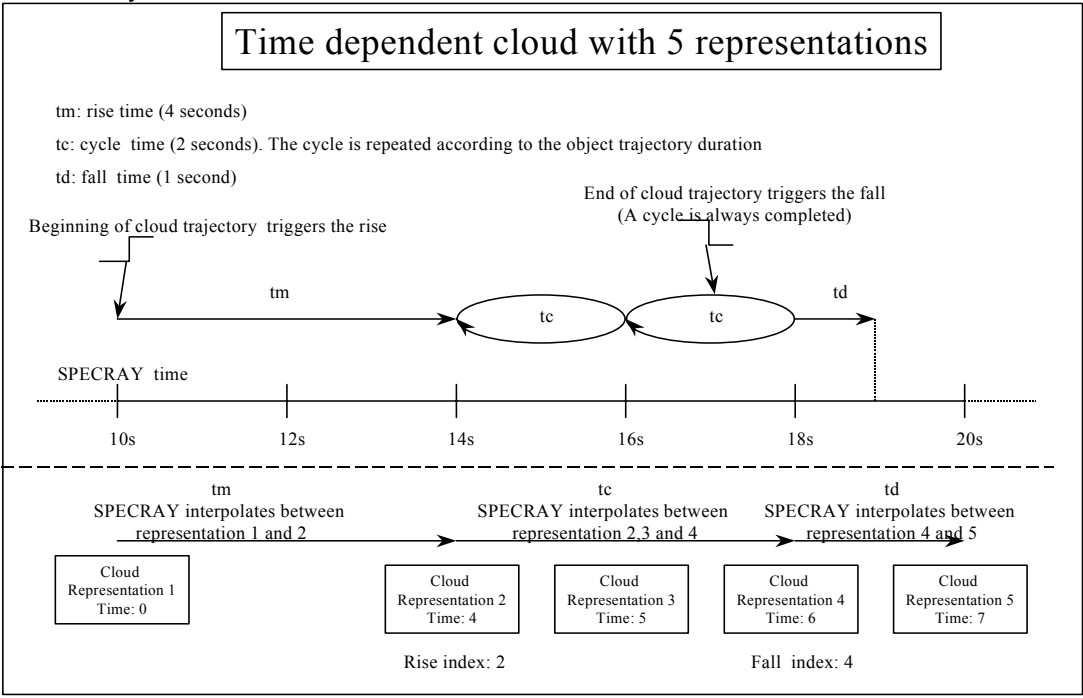 Time dependent cloud with 5 representations
tm: rise time (4 seconds)
tc: cycle time (2 seconds). The cycle is repeated according to the object trajectory duration
td: fall time (1 second)
End of cloud trajectory triggers the fall
(A cycle is always completed)
Beginning of cloud trajectory triggers the rise
tm
tc
tc
td
SPECRAY time
10s
12s
14s
16s
18s
20s
tm
SPECRAY interpolates between
representation 1 and 2
tc
SPECRAY interpolates between
representation 2,3 and 4
td
SPECRAY interpolates between
representation 4 and 5
Cloud
Representation 1
Time: 0
Cloud
Representation 2
Time: 4
Cloud
Representation 3
Time: 5
Cloud
Representation 4
Time: 6
Cloud
Representation 5
Time: 7
Rise index: 2
Fall index: 4